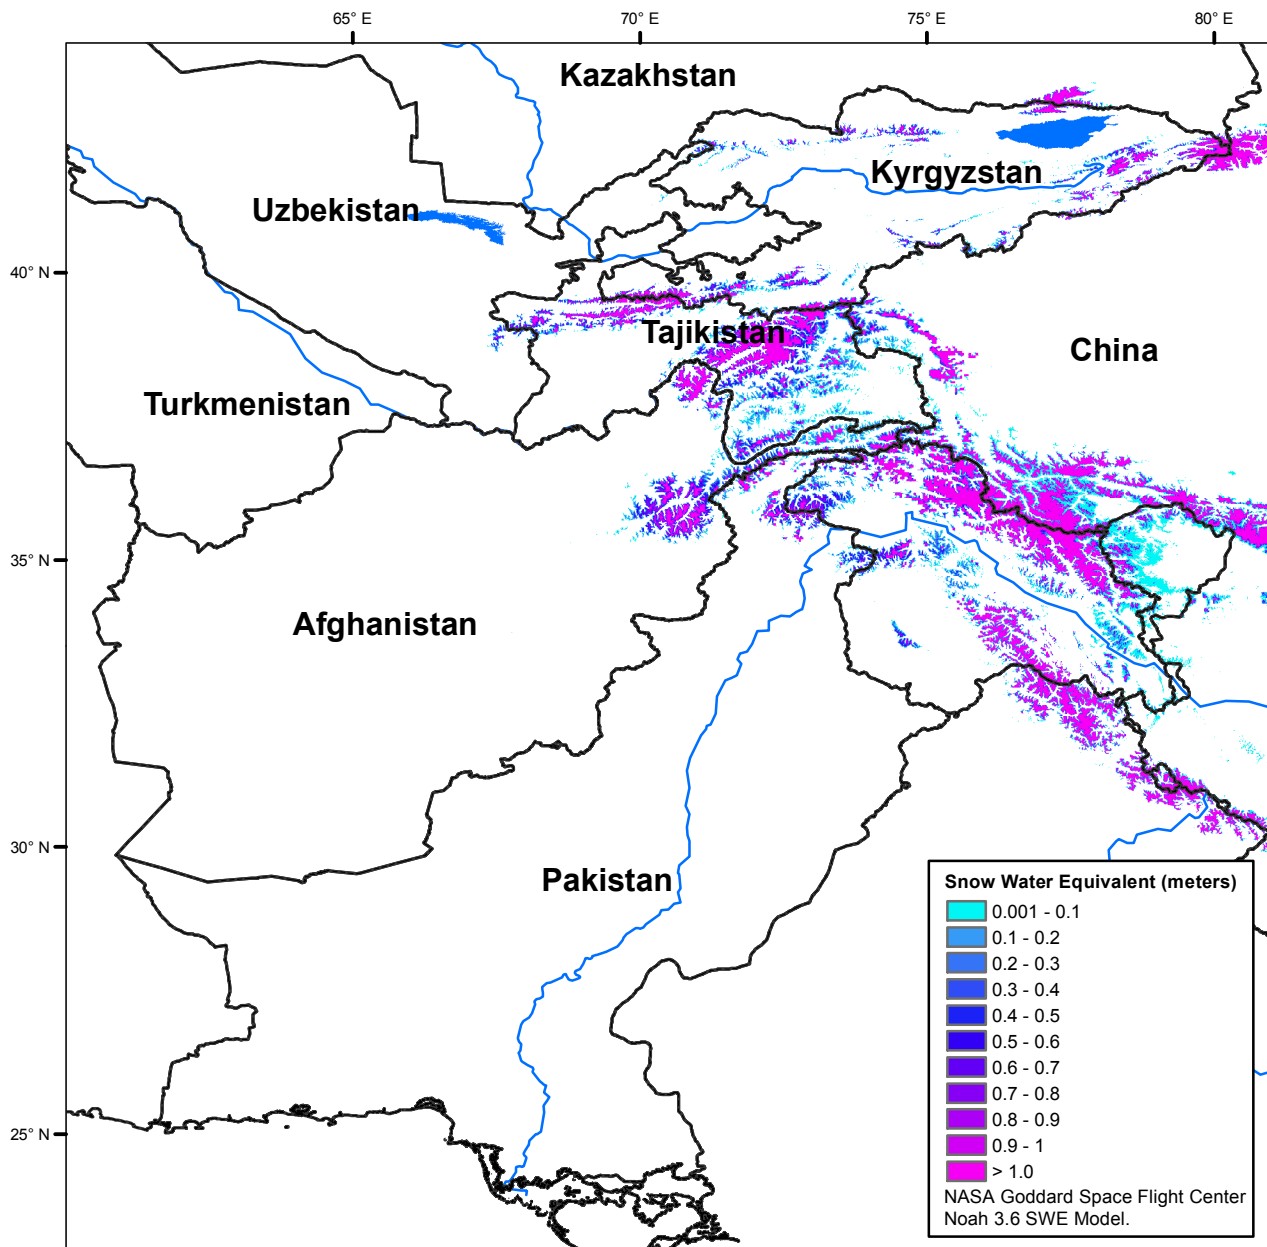 65° E
70° E
75° E
80° E
Kazakhstan
Kyrgyzstan
Uzbekistan
40° N
Tajikistan
China
Turkmenistan
35° N
Afghanistan
30° N
Pakistan
25° N
Snow Water Equivalent (meters)
0.001 - 0.1
0.1 - 0.2
0.2 - 0.3
0.3 - 0.4
0.4 - 0.5
0.5 - 0.6
0.6 - 0.7
0.7 - 0.8
0.8 - 0.9
0.9 - 1
> 1.0
NASA Goddard Space Flight Center
Noah 3.6 SWE Model.